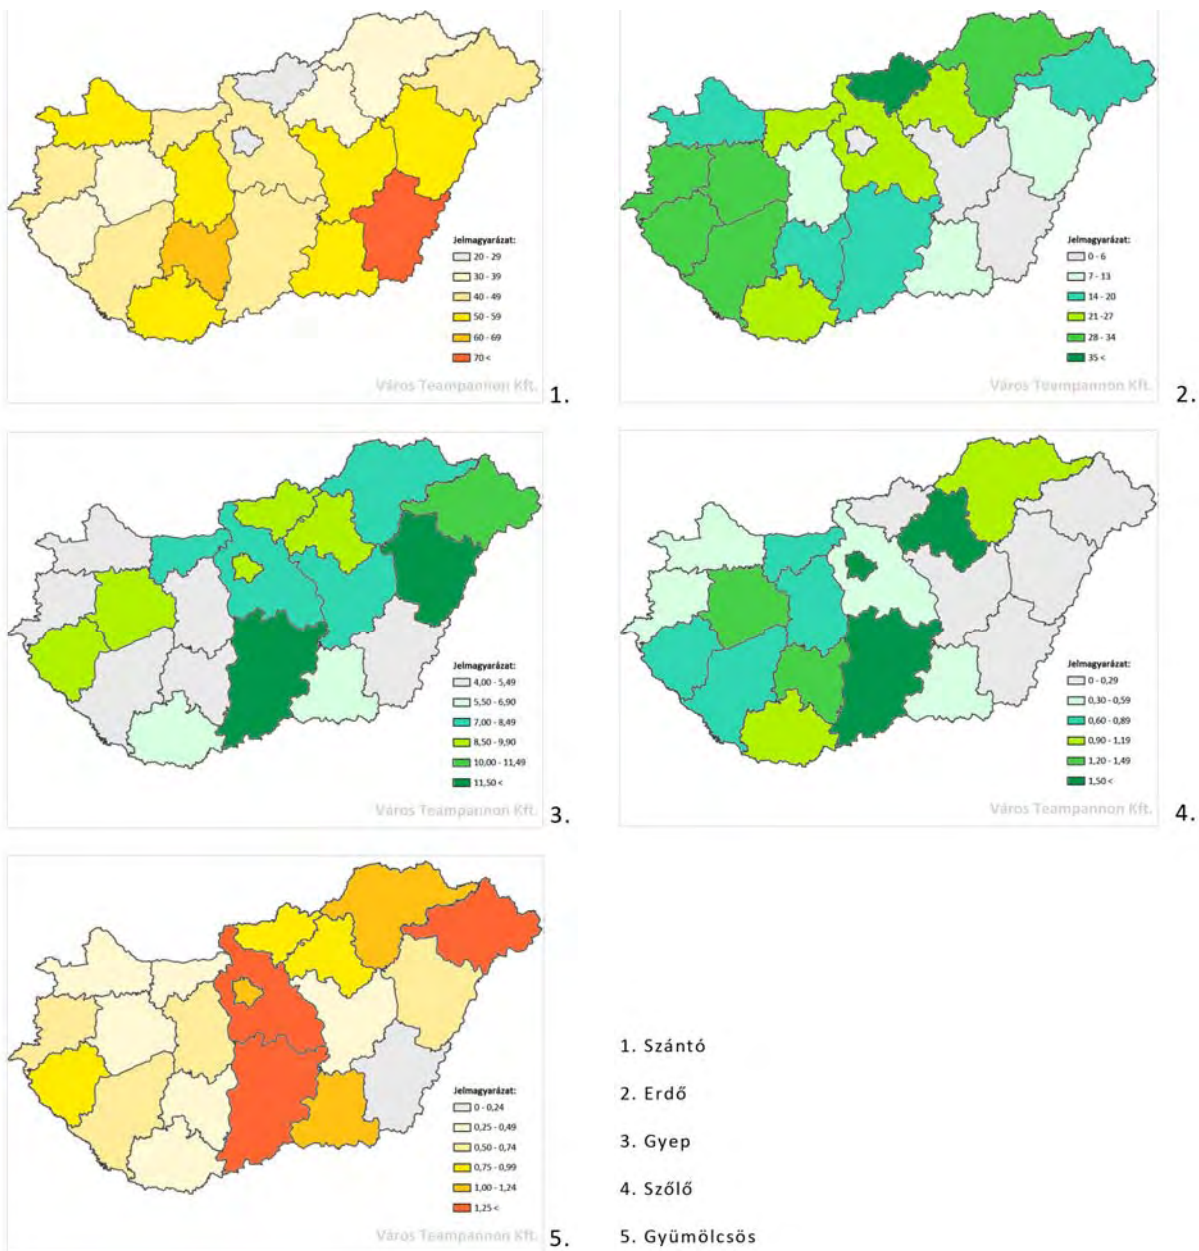 Jelmagyarázat:
20 - 29
30 - 39
40 - 49
50 - 59
60 - 69
70 <
Város Teampannon Kft.
1.
Jelmagyarázat:
0 - 6
7 - 13
14 - 20
21 -27
28 - 34
35 <
Város Teampannon Kft.
2.
Jelmagyarázat:
4,00 - 5,49
5,50 - 6,90
7,00 - 8,49
8,50 - 9,90
10,00 - 11,49
11,50 <
Város Teampannon Kft.
3.
Jelmagyarázat:
0 - 0,29
0,30 - 0,59
0,60 - 0,89
0,90 - 1,19
1,20 - 1,49
1,50 <
Város Teampannon Kft.
4.
Jelmagyarázat:
0 - 0,24
0,25 - 0,49
0,50 - 0,74
0,75 - 0,99
1,00 - 1,24
1,25 <
Város Teampannon Kft.
5.
1. Szántó
2. Erdő
3. Gyep
4. Szőlő
5. Gyümölcsös